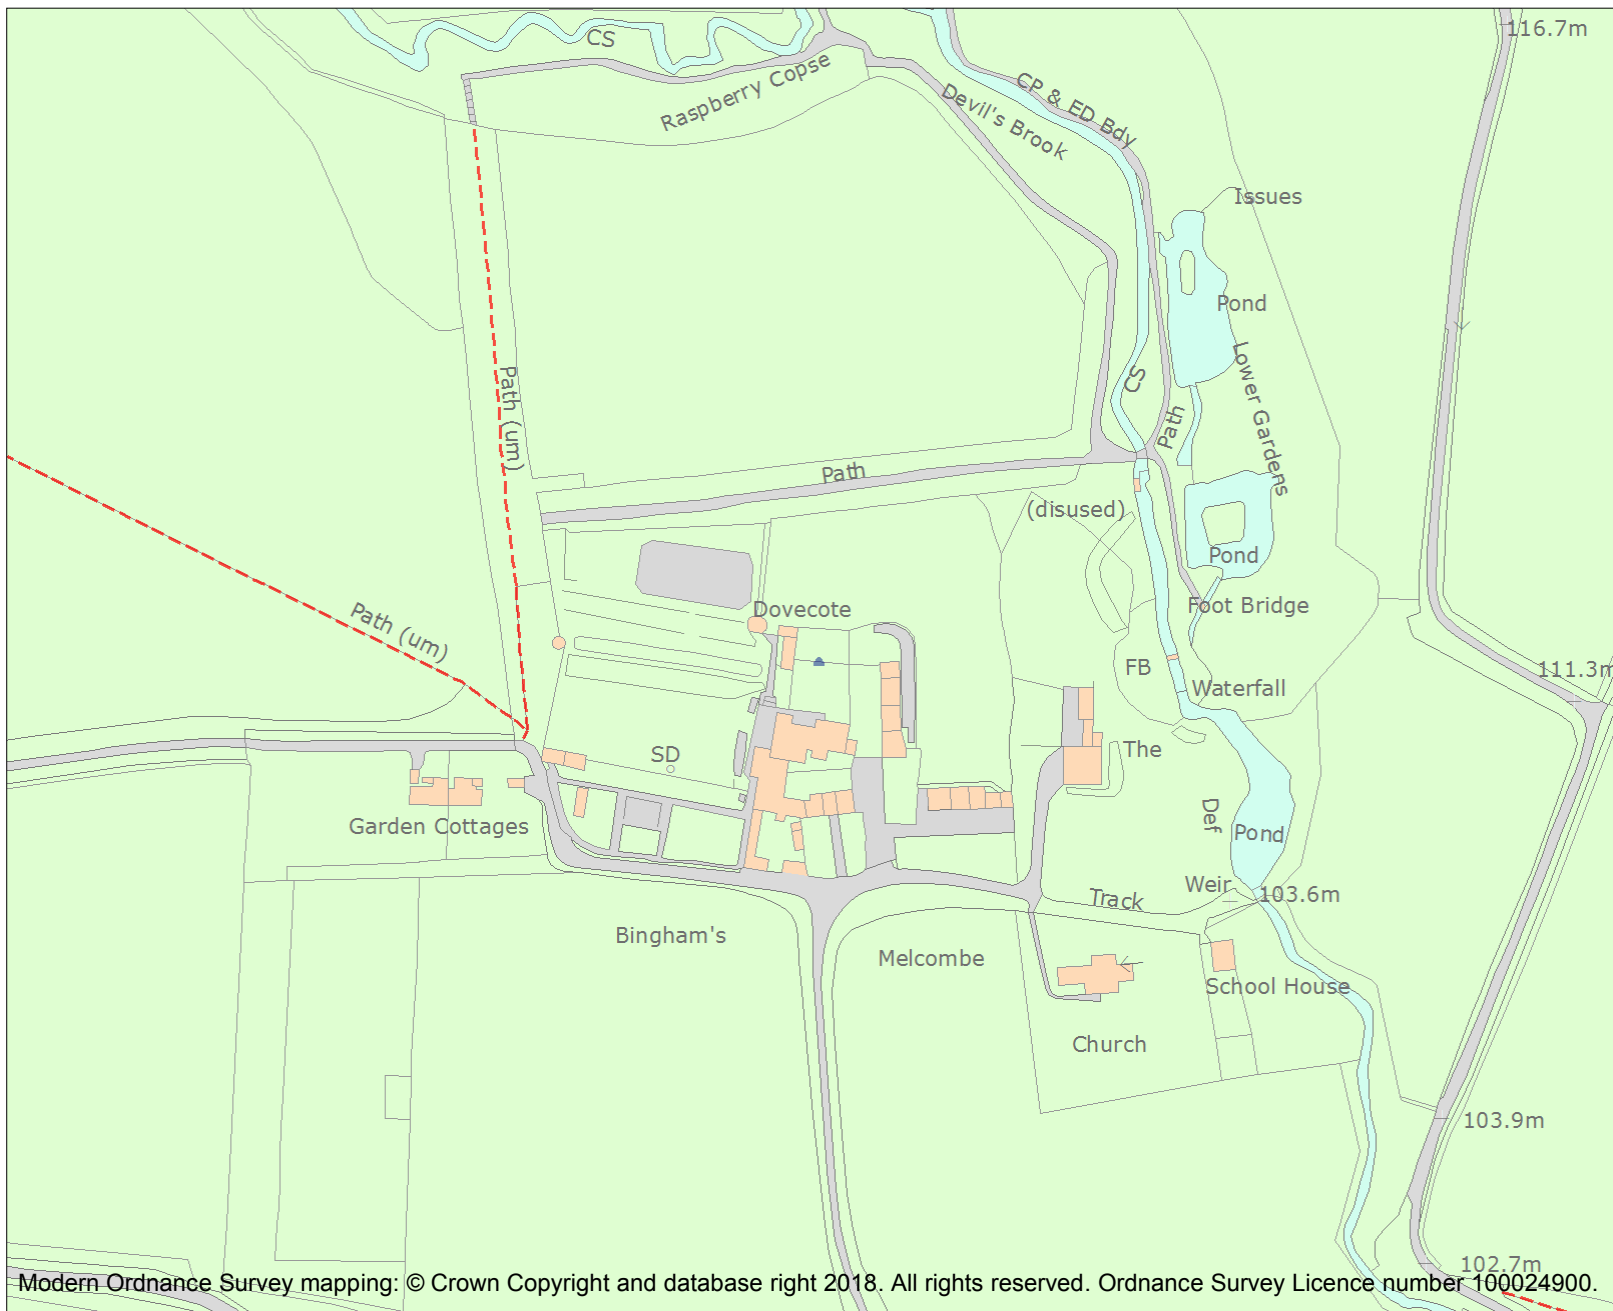 116.7m
CS
Raspberry Copse
CP & ED Bdy
Devil's Brook
Issues
Pond
Lower Gardens
CS
Path
Path (um)
Path
(disused)
Pond
Dovecote
Foot Bridge
Path (um)
FB
111.3m
Waterfall
SD
The
Def
Pond
Garden Cottages
Weir
103.6m
Track
Bingham's
Melcombe
School House
Church
103.9m
102.7m
Modern Ordnance Survey mapping: © Crown Copyright and database right 2018. All rights reserved. Ordnance Survey Licence number 100024900.